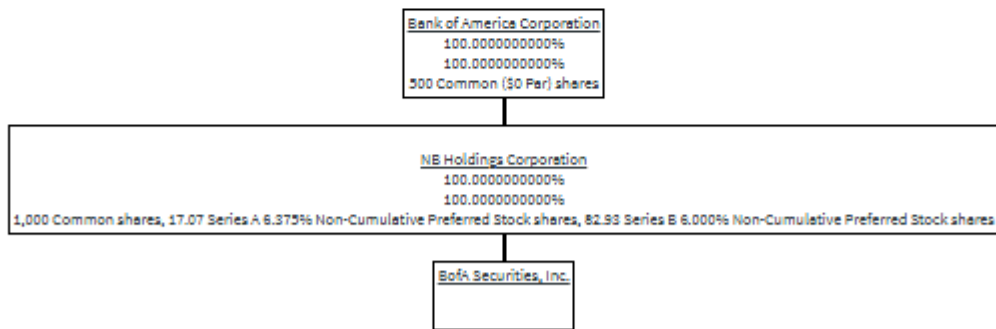 Bank of America Corporation
100.0000000000%
100.0000000000%
500 Common ($0 Par) shares
NB Holdings Corporation
100.0000000000%
100.0000000000%
1,000 Common shares, 17.07 Series A 6.375% Non-Cumulative Preferred Stock shares, 82.93 Series B 6.000% Non-Cumulative Preferred Stock shares
BofA Securities, Inc.